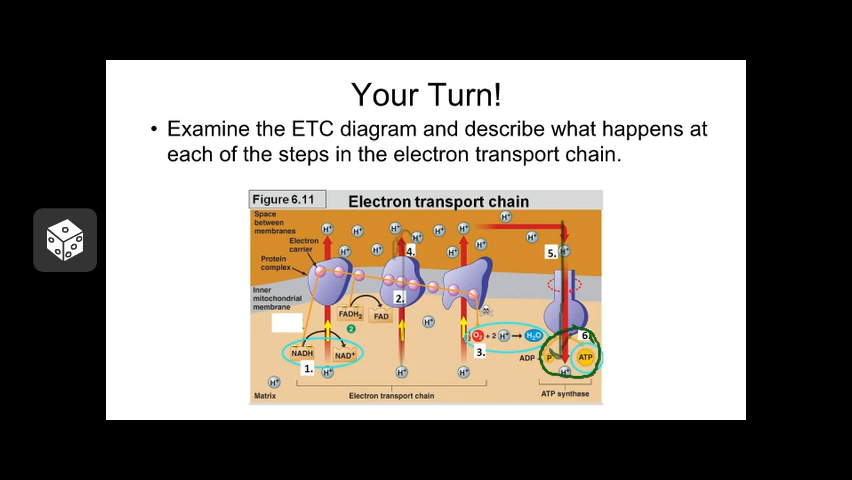 Your Turn!
• Examine the ETC diagram and describe what happens at
each of the steps in the electron transport chain.
Figure 6.11
Electron transport chain
Space
between
membranes
H⁺ H⁺ H⁺ H⁺ H⁺ H⁺ H⁺
H⁺ H⁺ H⁺ H⁺ H⁺
Electron
carrier
4.
5.
Protein
complex
Inner
mitochondrial
membrane
2.
FADH₂
FAD
H⁺
2
6
O₂ + 2 H⁺ → H₂O
NADH
NAD⁺
3.
ADP
P
ATP
1.
H⁺ H⁺ H⁺ H⁺
H⁺
Matrix
Electron transport chain
ATP synthase